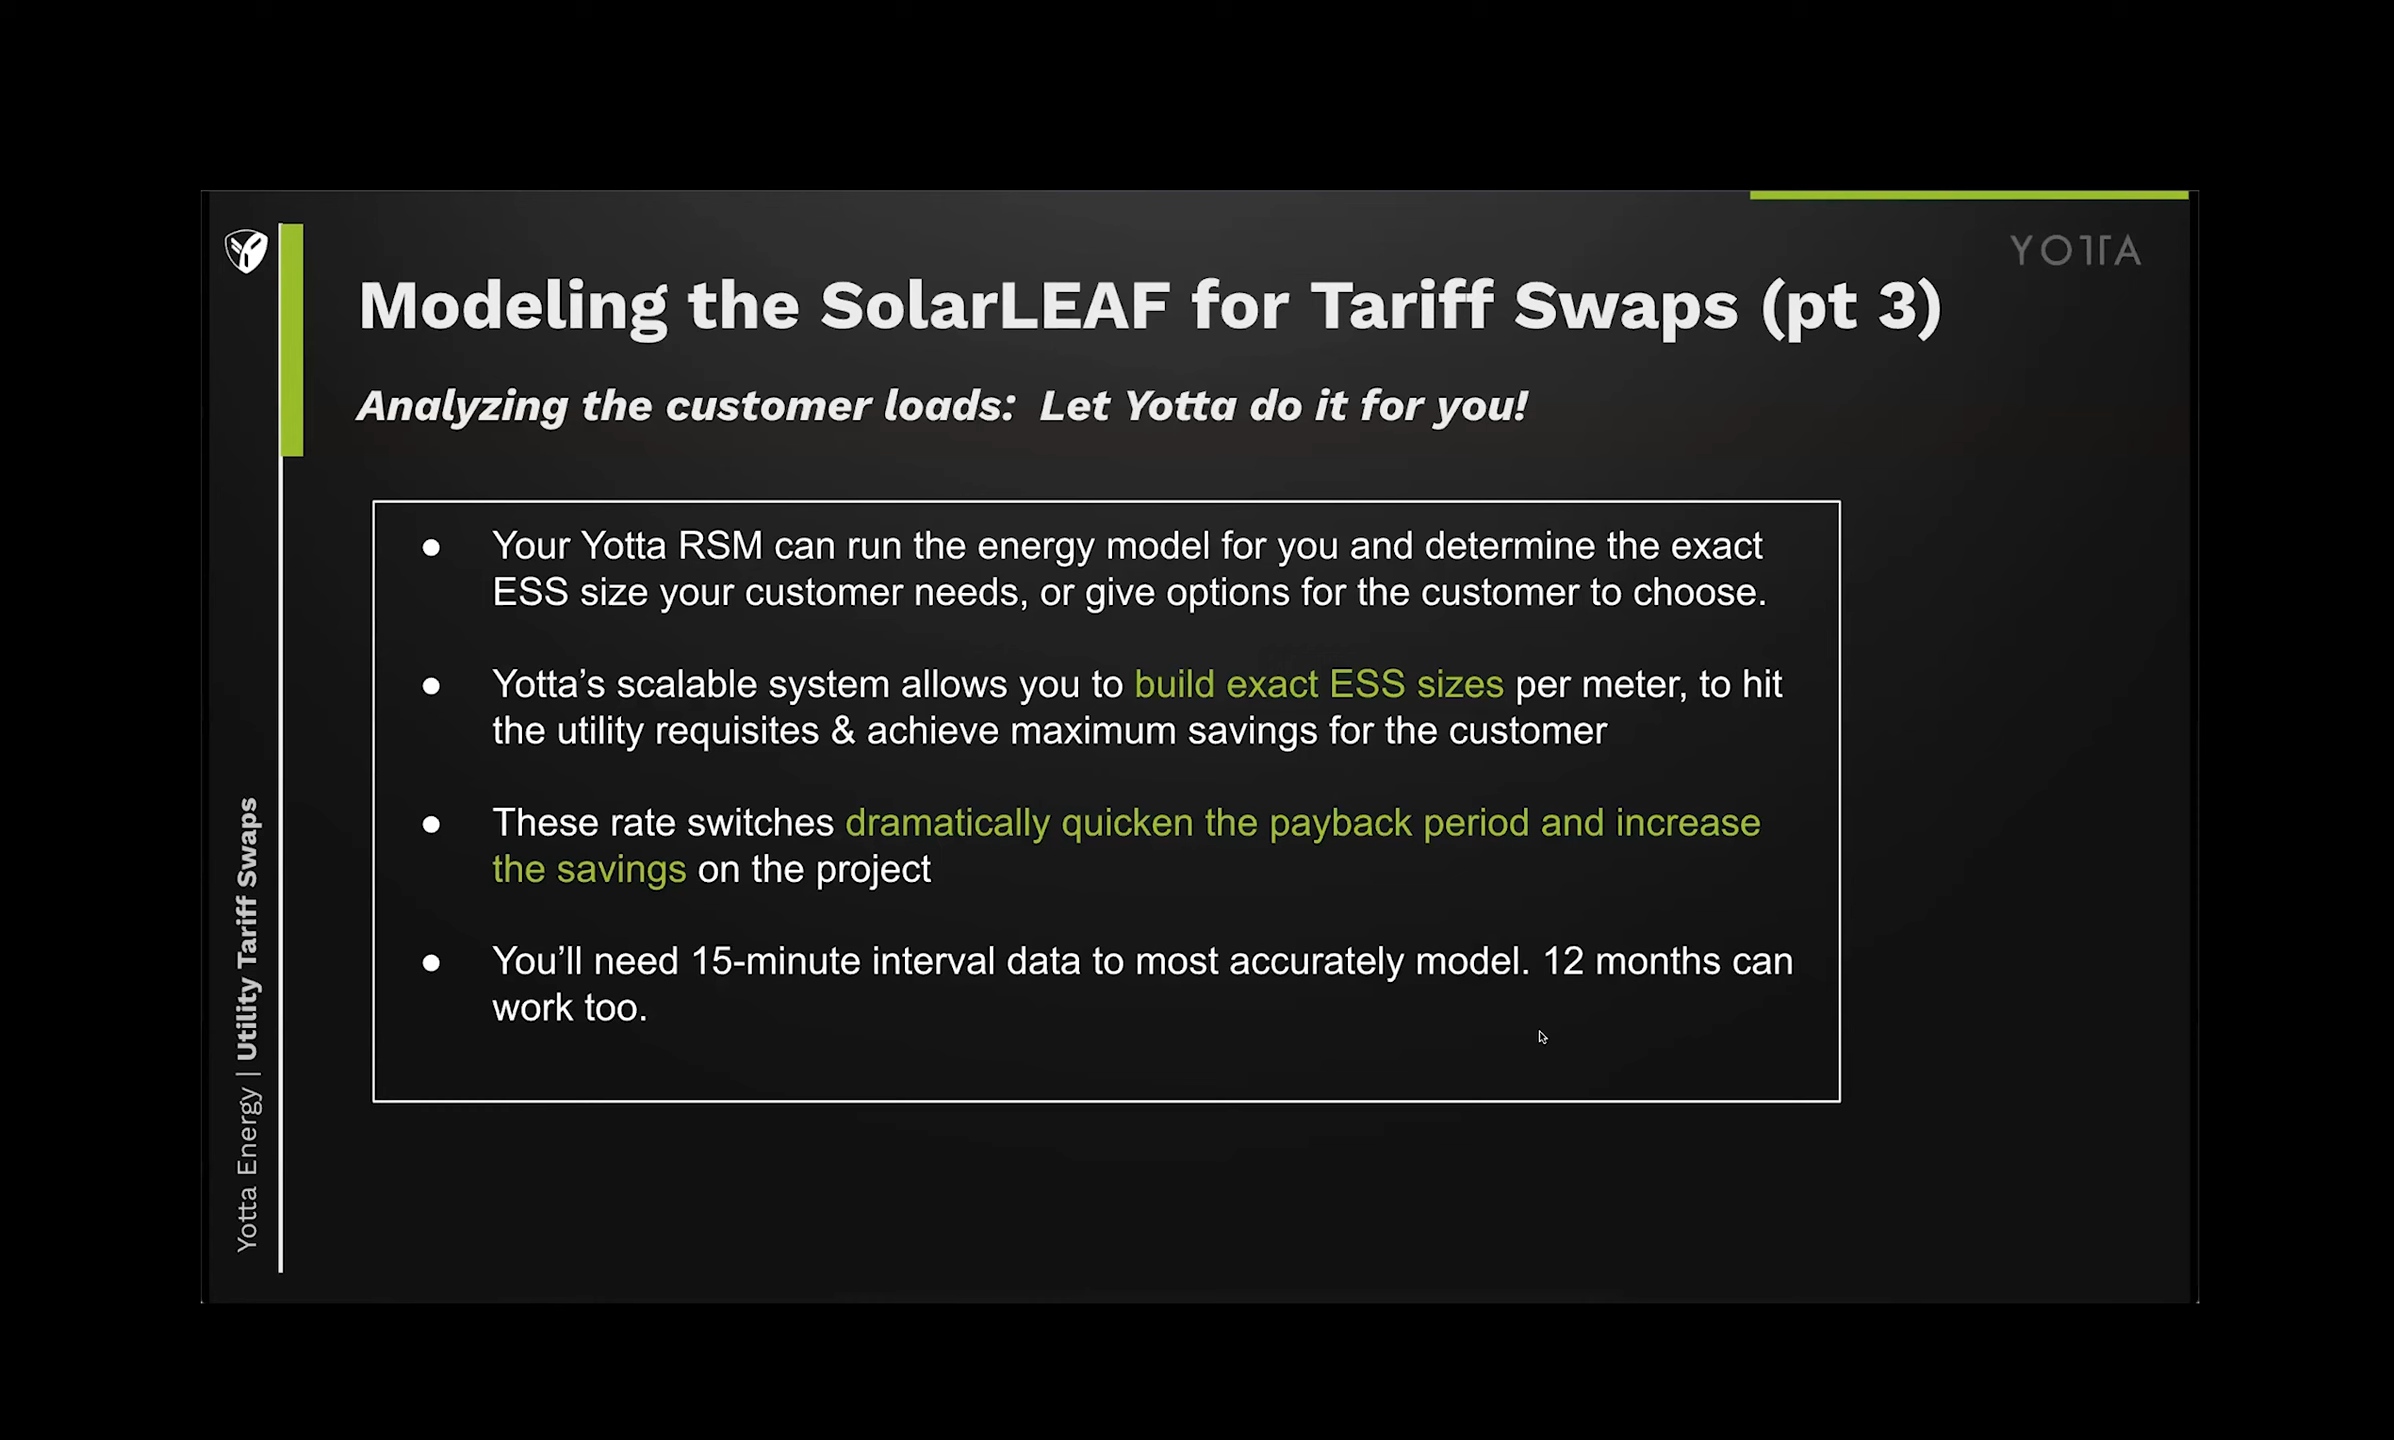 YOTTA
Modeling the SolarLEAF for Tariff Swaps (pt 3)
Analyzing the customer loads: Let Yotta do it for you!
● Your Yotta RSM can run the energy model for you and determine the exact
ESS size your customer needs, or give options for the customer to choose.
● Yotta’s scalable system allows you to build exact ESS sizes per meter, to hit
the utility requisites & achieve maximum savings for the customer
● These rate switches dramatically quicken the payback period and increase
the savings on the project
● You’ll need 15-minute interval data to most accurately model. 12 months can
work too.
Yotta Energy | Utility Tariff Swaps